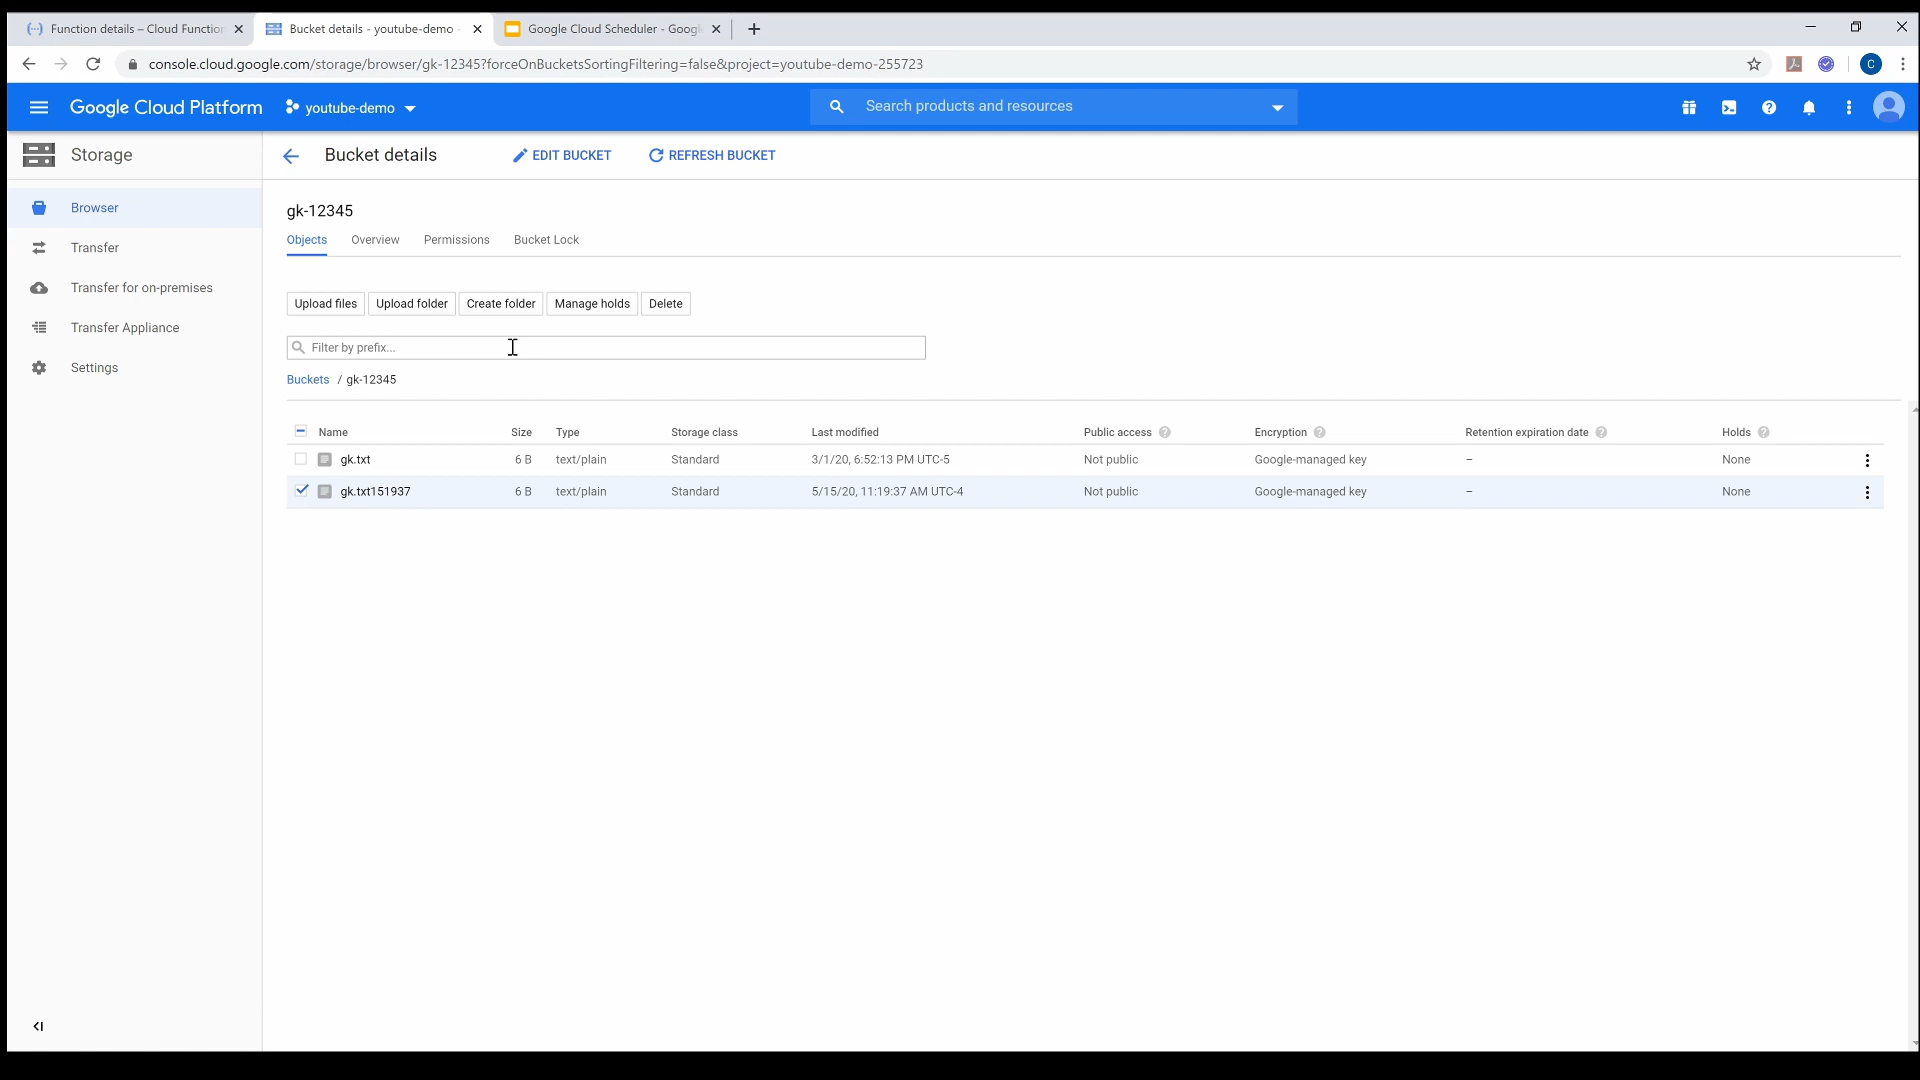 Function details – Cloud Function
Bucket details - youtube-demo -
Google Cloud Scheduler - Googl
console.cloud.google.com/storage/browser/gk-12345?forceOnBucketsSortingFiltering=false&project=youtube-demo-255723
C
Google Cloud Platform
youtube-demo
Search products and resources
Storage
Bucket details
EDIT BUCKET
REFRESH BUCKET
Browser
Transfer
Transfer for on-premises
Transfer Appliance
Settings
gk-12345
Objects Overview Permissions Bucket Lock
Upload files Upload folder Create folder Manage holds Delete
Filter by prefix...
Buckets / gk-12345
Name Size Type Storage class Last modified Public access Encryption Retention expiration date Holds
gk.txt 6 B text/plain Standard 3/1/20, 6:52:13 PM UTC-5 Not public Google-managed key – None
gk.txt151937 6 B text/plain Standard 5/15/20, 11:19:37 AM UTC-4 Not public Google-managed key – None